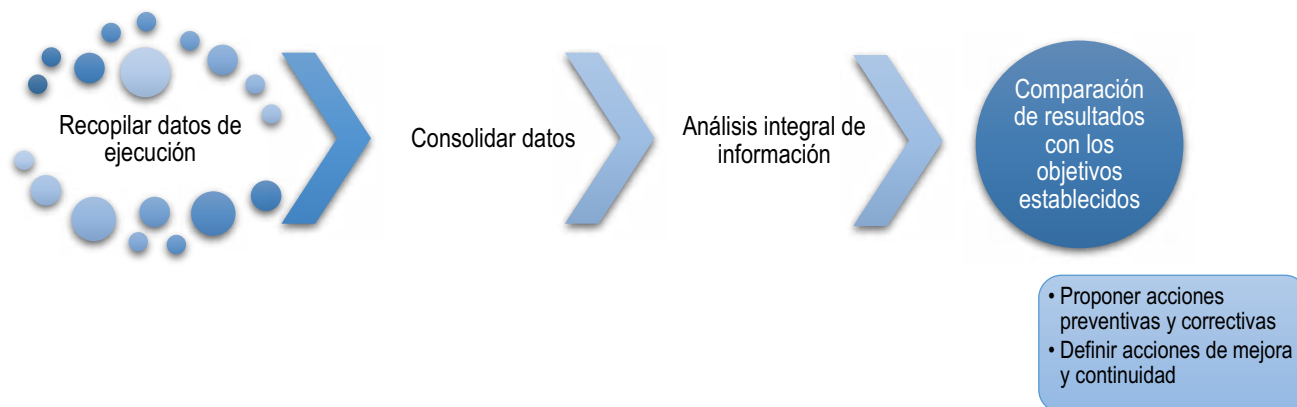 Recopilar datos de
ejecución
Consolidar datos
Análisis integral de
información
Comparación
de resultados
con los
objetivos
establecidos
• Proponer acciones
preventivas y correctivas
• Definir acciones de mejora
y continuidad